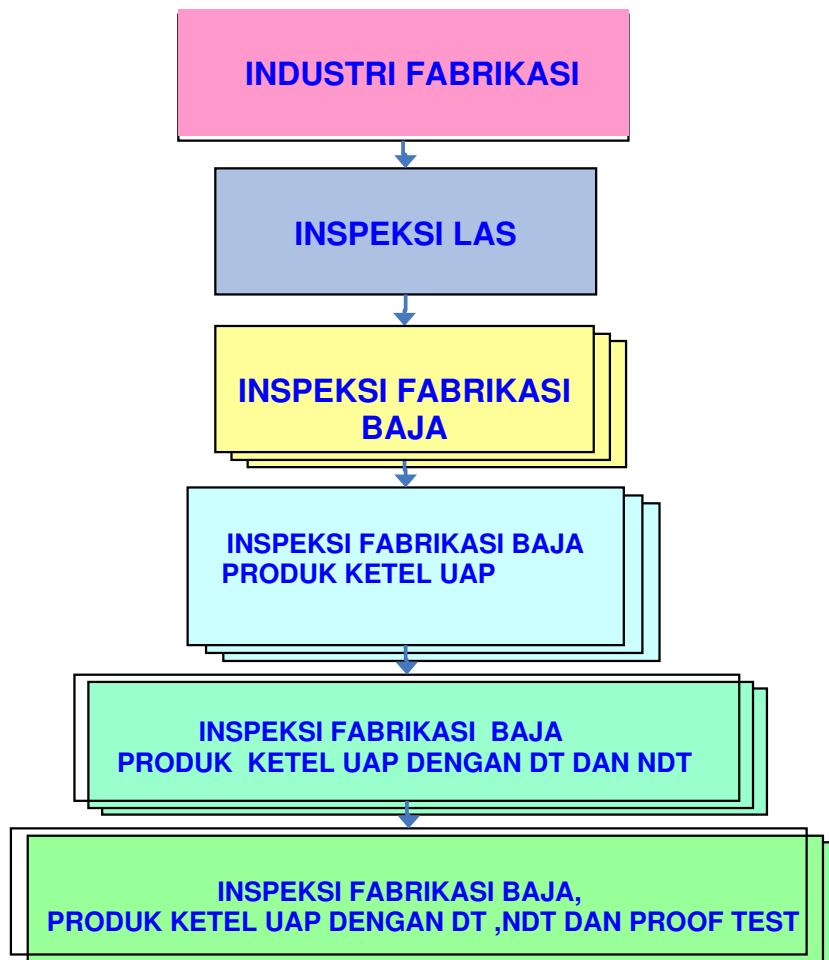 INDUSTRI FABRIKASI
INSPEKSI LAS
INSPEKSI FABRIKASI
BAJA
INSPEKSI FABRIKASI BAJA
PRODUK KETEL UAP
INSPEKSI FABRIKASI BAJA
PRODUK KETEL UAP DENGAN DT DAN NDT
INSPEKSI FABRIKASI BAJA,
PRODUK KETEL UAP DENGAN DT ,NDT DAN PROOF TEST